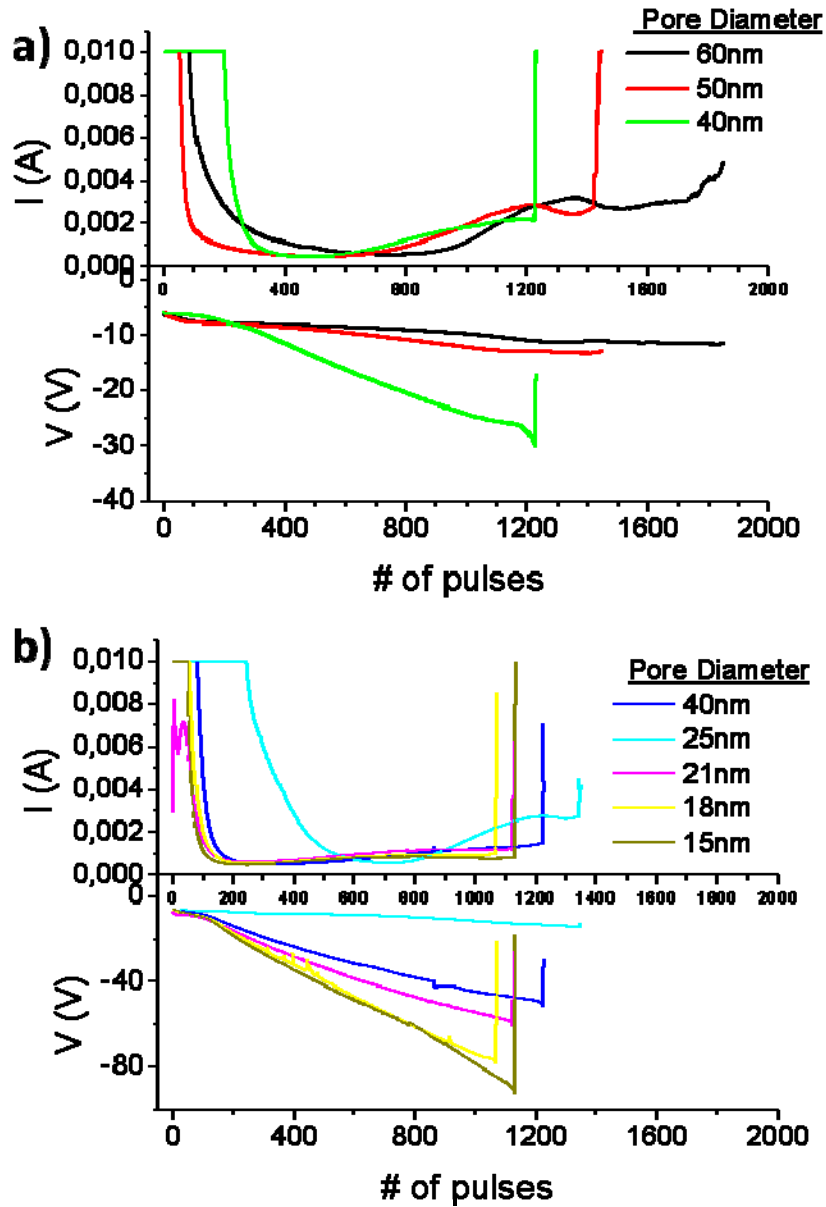 a)
Pore Diameter
60nm
50nm
40nm
I (A)
0,010
0,008
0,006
0,004
0,002
0,000
0 400 800 1200 1600 2000
V (V)
0
-10
-20
-30
-40
0 400 800 1200 1600 2000
# of pulses
b)
Pore Diameter
40nm
25nm
21nm
18nm
15nm
I (A)
0,010
0,008
0,006
0,004
0,002
0,000
0 200 400 600 800 1000 1200 1400 1600 1800 2000
V (V)
0
-40
-80
0 400 800 1200 1600 2000
# of pulses